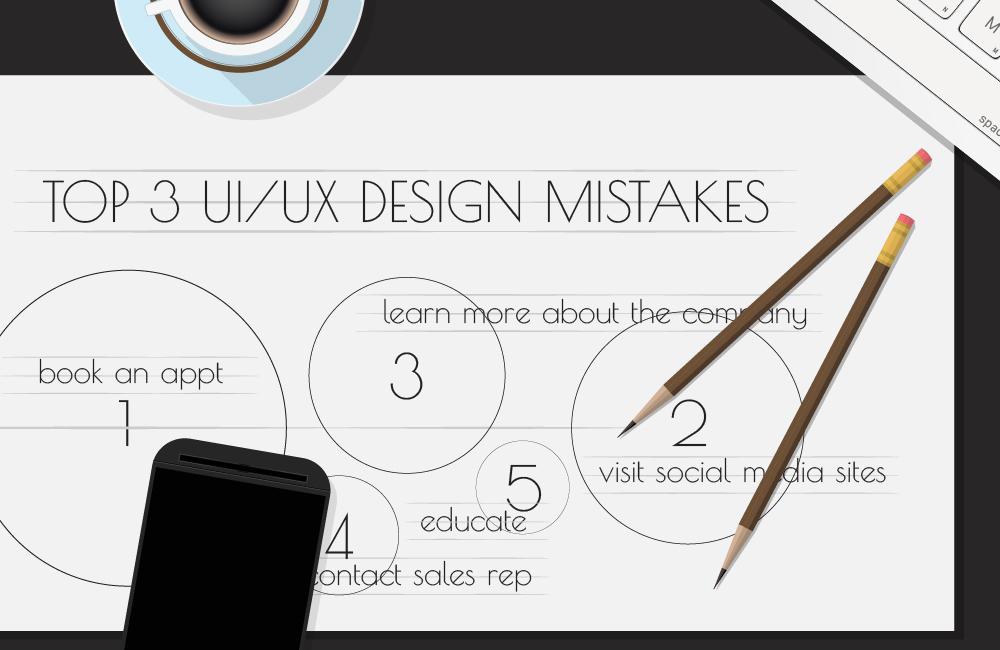 TOP 3 UI/UX DESIGN MISTAKES
learn more about the company
3
book an appt
1
2
visit social media sites
5
educate
4
contact sales rep
M
N
M